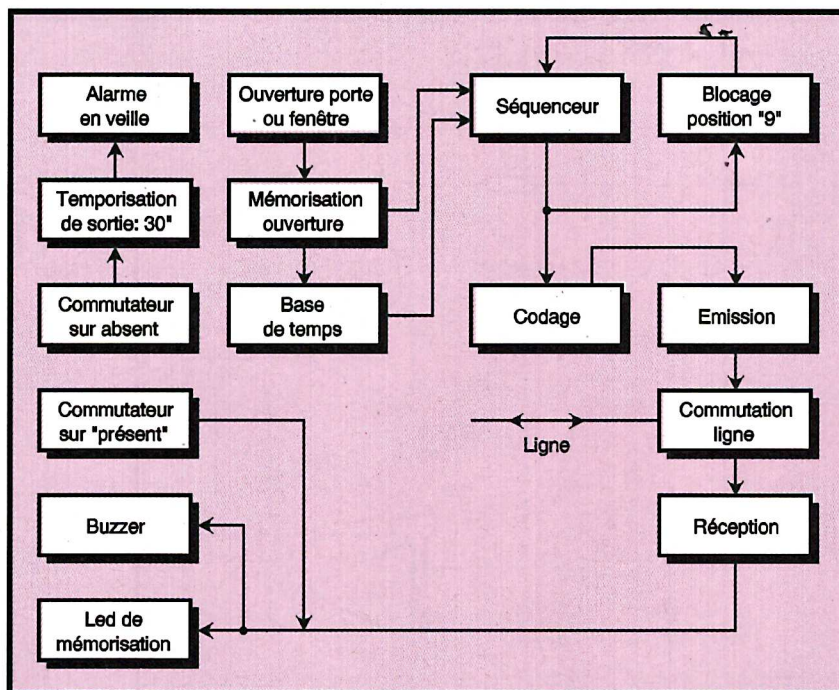 Alarme
en veille
Ouverture porte
ou fenêtre
Séquenceur
Blocage
position "9"
Temporisation
de sortie: 30"
Mémorisation
ouverture
Commutateur
sur absent
Base
de temps
Codage
Emission
Commutateur
sur "présent"
Ligne
Commutation
ligne
Buzzer
Réception
Led de
mémorisation